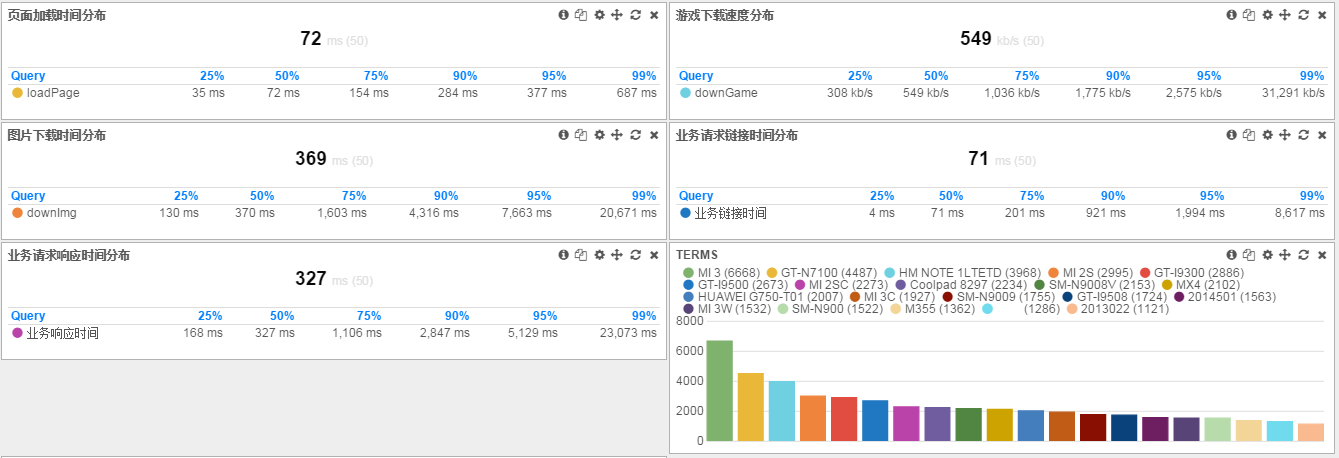 页面加载时间分布
72 ms (50)
Query 25% 50% 75% 90% 95% 99%
loadPage 35 ms 72 ms 154 ms 284 ms 377 ms 687 ms
游戏下载速度分布
549 kb/s (50)
Query 25% 50% 75% 90% 95% 99%
downGame 308 kb/s 549 kb/s 1,036 kb/s 1,775 kb/s 2,575 kb/s 31,291 kb/s
图片下载时间分布
369 ms (50)
Query 25% 50% 75% 90% 95% 99%
downImg 130 ms 370 ms 1,603 ms 4,316 ms 7,663 ms 20,671 ms
业务请求链接时间分布
71 ms (50)
Query 25% 50% 75% 90% 95% 99%
业务链接时间 4 ms 71 ms 201 ms 921 ms 1,994 ms 8,617 ms
业务请求响应时间分布
327 ms (50)
Query 25% 50% 75% 90% 95% 99%
业务响应时间 168 ms 327 ms 1,106 ms 2,847 ms 5,129 ms 23,073 ms
TERMS
MI 3 (6668) GT-N7100 (4487) HM NOTE 1LTETD (3968) MI 2S (2995) GT-I9300 (2886)
GT-I9500 (2673) MI 2SC (2273) Coolpad 8297 (2234) SM-N9008V (2153) MX4 (2102)
HUAWEI G750-T01 (2007) MI 3C (1927) SM-N9009 (1755) GT-I9508 (1724) 2014501 (1563)
MI 3W (1532) SM-N900 (1522) M355 (1362) (1286) 2013022 (1121)
8000
6000
4000
2000
0